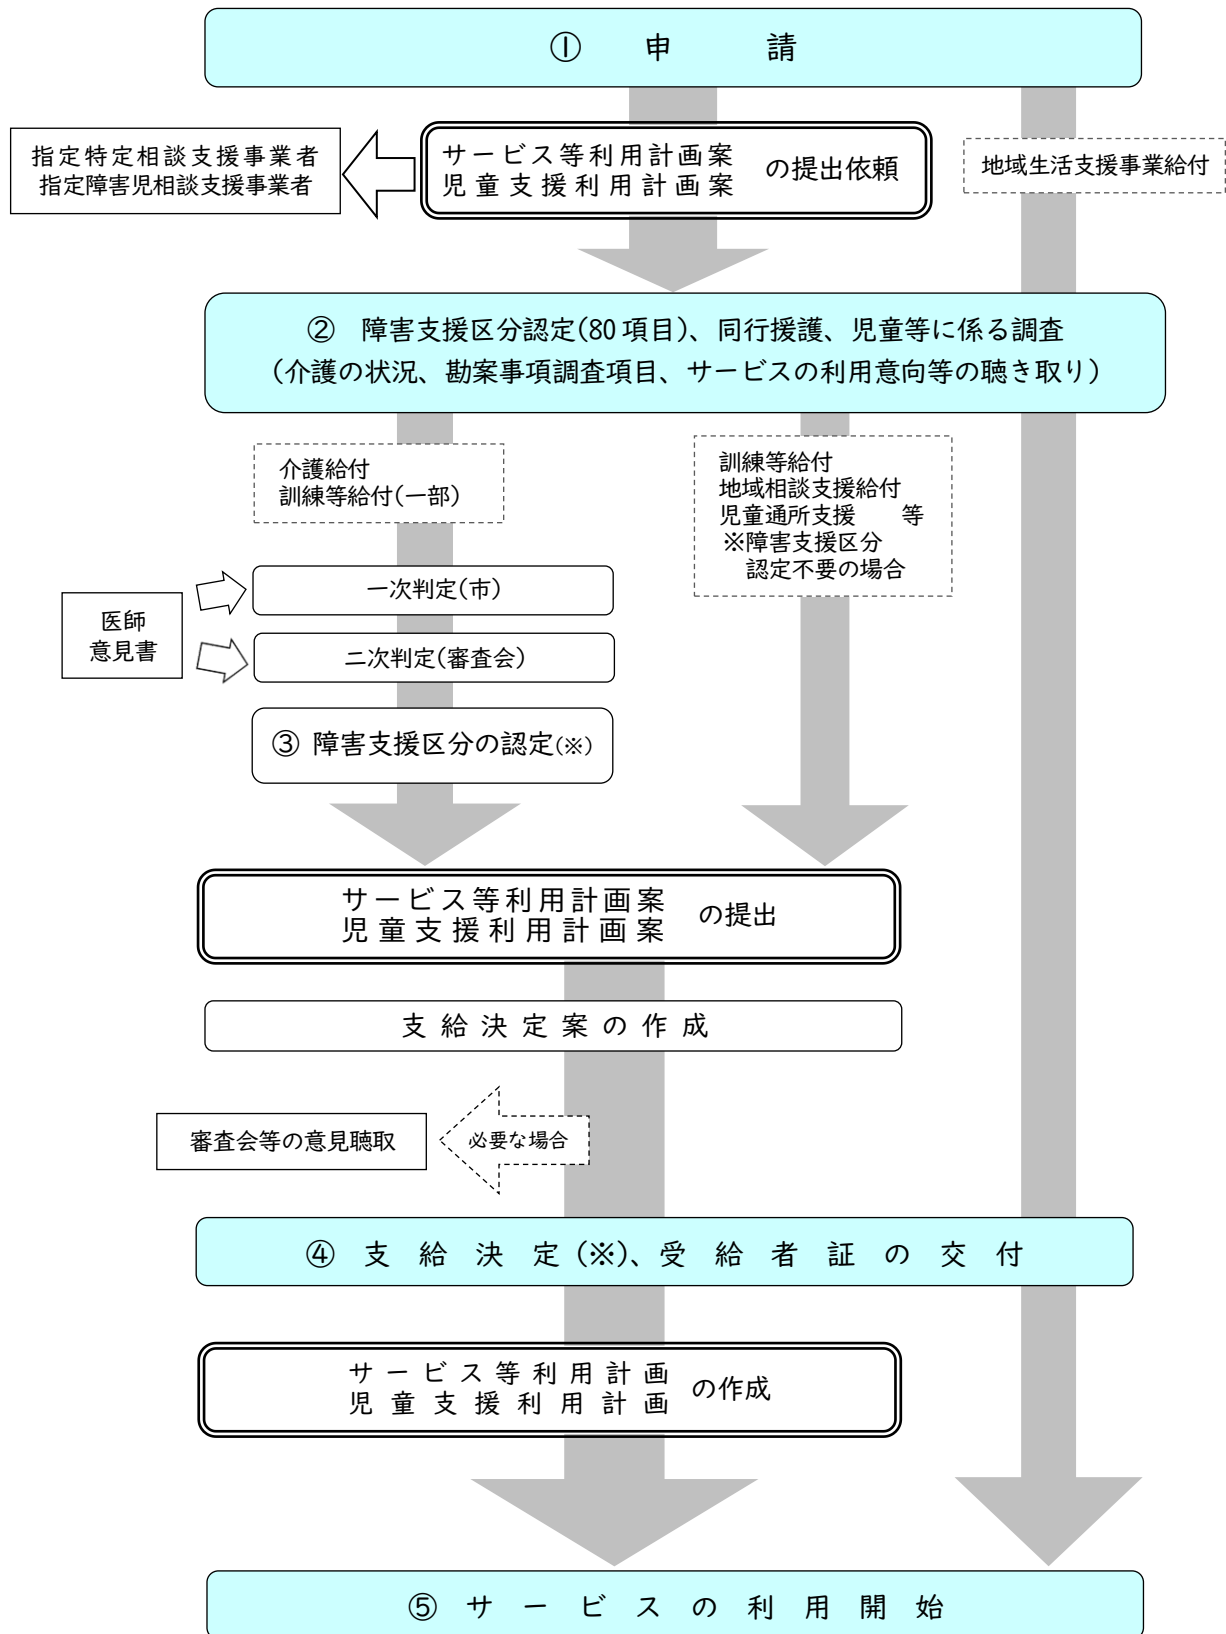 ① 申請
指定特定相談支援事業者
指定障害児相談支援事業者
サービス等利用計画案
児童支援利用計画案
の提出依頼
地域生活支援事業給付
② 障害支援区分認定(80項目)、同行援護、児童等に係る調査
(介護の状況、勘案事項調査項目、サービスの利用意向等の聴き取り)
介護給付
訓練等給付(一部)
訓練等給付
地域相談支援給付
児童通所支援 等
※障害支援区分
認定不要の場合
医師
意見書
一次判定(市)
二次判定(審査会)
③ 障害支援区分の認定(※)
サービス等利用計画案
児童支援利用計画案
の提出
支給決定案の作成
審査会等の意見聴取
必要な場合
④ 支給決定(※)、受給者証の交付
サービス等利用計画
児童支援利用計画
の作成
⑤ サービスの利用開始